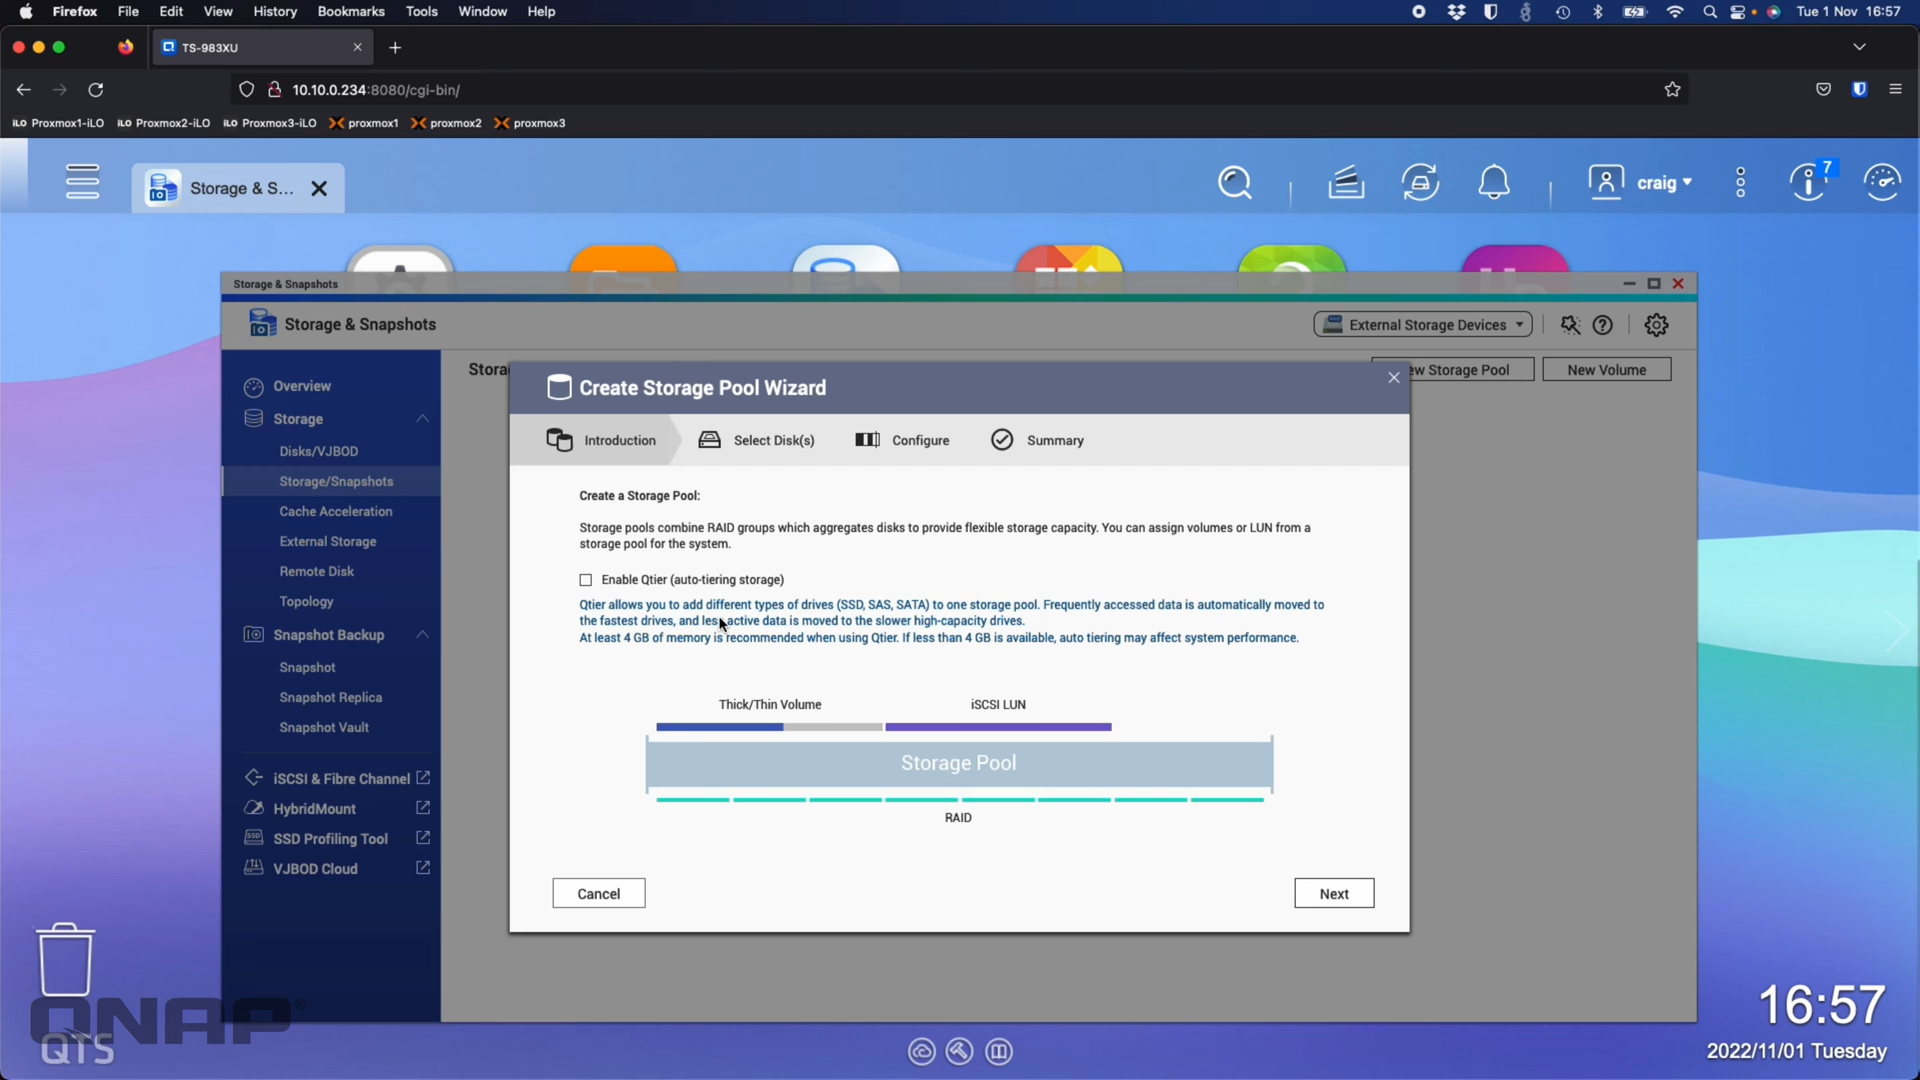 Firefox File Edit View History Bookmarks Tools Window Help
Tue 1 Nov 16:57
TS-983XU
10.10.0.234:8080/cgi-bin/
iLO Proxmox1-iLO iLO Proxmox2-iLO iLO Proxmox3-iLO proxmox1 proxmox2 proxmox3
Storage & S...
craig
7
Storage & Snapshots
Storage & Snapshots
External Storage Devices
Overview
Storage
Disks/VJBOD
Storage/Snapshots
Cache Acceleration
External Storage
Remote Disk
Topology
Snapshot Backup
Snapshot
Snapshot Replica
Snapshot Vault
iSCSI & Fibre Channel
HybridMount
SSD Profiling Tool
VJBOD Cloud
Stora
ew Storage Pool
New Volume
Create Storage Pool Wizard
Introduction
Select Disk(s)
Configure
Summary
Create a Storage Pool:
Storage pools combine RAID groups which aggregates disks to provide flexible storage capacity. You can assign volumes or LUN from a
storage pool for the system.
Enable Qtier (auto-tiering storage)
Qtier allows you to add different types of drives (SSD, SAS, SATA) to one storage pool. Frequently accessed data is automatically moved to
the fastest drives, and less active data is moved to the slower high-capacity drives.
At least 4 GB of memory is recommended when using Qtier. If less than 4 GB is available, auto tiering may affect system performance.
Thick/Thin Volume
iSCSI LUN
Storage Pool
RAID
Cancel
Next
QNAP
QTS
16:57
2022/11/01 Tuesday